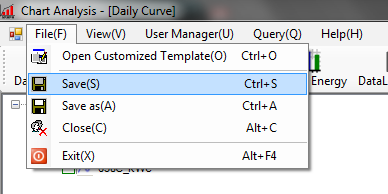 Chart Analysis - [Daily Curve]
File(F) View(V) User Manager(U) Query(Q) Help(H)
Open Customized Template(O) Ctrl+O
Save(S) Ctrl+S
Energy
Save as(A) Ctrl+A
Close(C) Alt+C
Exit(X) Alt+F4